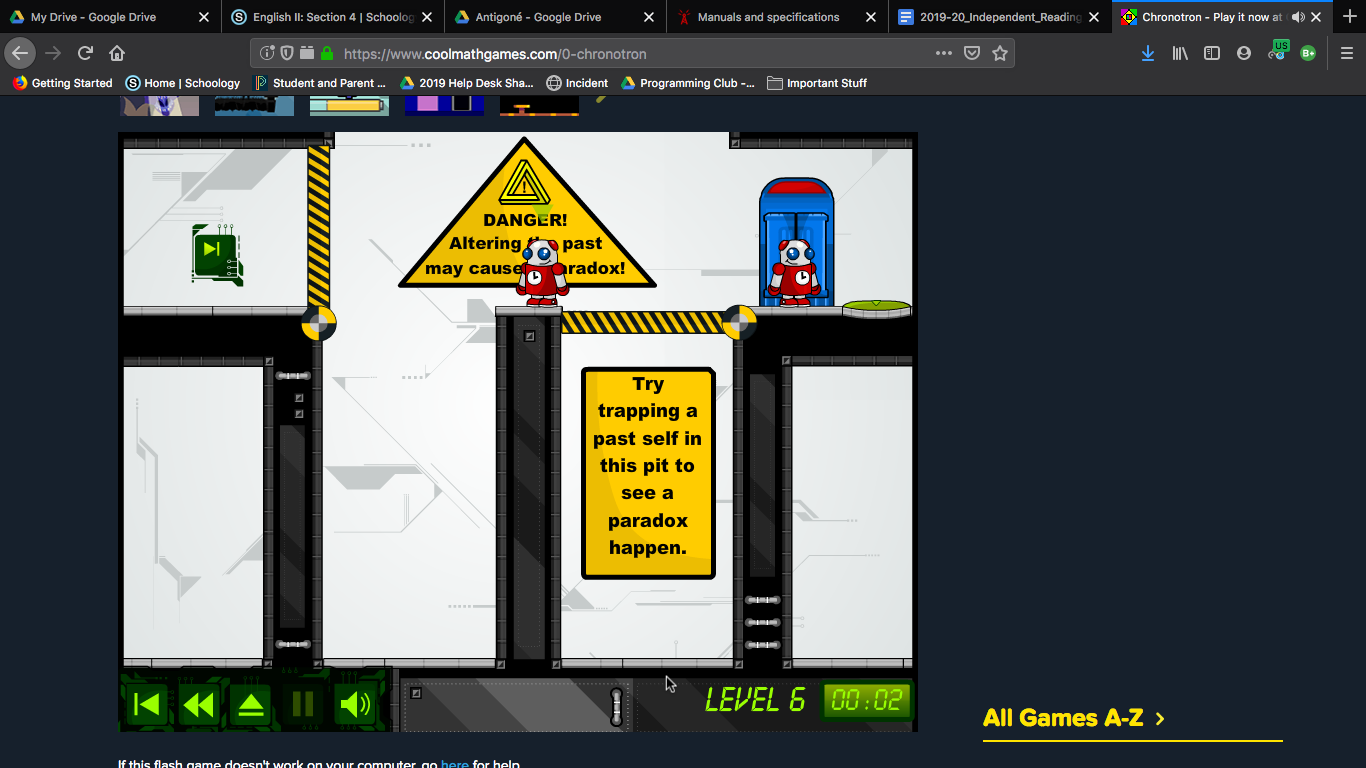 My Drive - Google Drive
English II: Section 4 | Schoolog
Antigoné - Google Drive
Manuals and specifications
2019-20_Independent_Reading
Chronotron - Play it now at
https://www.coolmathgames.com/0-chronotron
US
B+
Getting Started
Home | Schoology
Student and Parent ...
2019 Help Desk Sha...
Incident
Programming Club -...
Important Stuff
DANGER!
Altering past
may cause
Try
trapping a
past self in
this pit to
see a
paradox
happen.
LEVEL 6
00:02
All Games A-Z
If this flash game doesn't work on your computer, go here for help